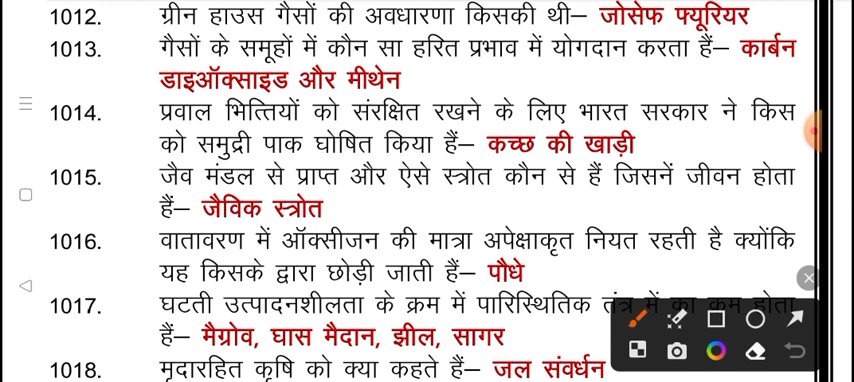 1012. ग्रीन हाउस गैसों की अवधारणा किसकी थी– जोसेफ फ्यूरियर
1013. गैसों के समूहों में कौन सा हरित प्रभाव में योगदान करता हैं– कार्बन
डाइऑक्साइड और मीथेन
1014. प्रवाल भित्तियों को संरक्षित रखने के लिए भारत सरकार ने किस
को समुद्री पाक घोषित किया हैं– कच्छ की खाड़ी
1015. जैव मंडल से प्राप्त और ऐसे स्त्रोत कौन से हैं जिसनें जीवन होता
हैं– जैविक स्त्रोत
1016. वातावरण में ऑक्सीजन की मात्रा अपेक्षाकृत नियत रहती है क्योंकि
यह किसके द्वारा छोड़ी जाती हैं– पौधे
1017. घटती उत्पादनशीलता के क्रम में पारिस्थितिक तंत्र में का क्रम होता
हैं– मैग्रोव, घास मैदान, झील, सागर
1018. मृदारहित कृषि को क्या कहते हैं– जल संवर्धन